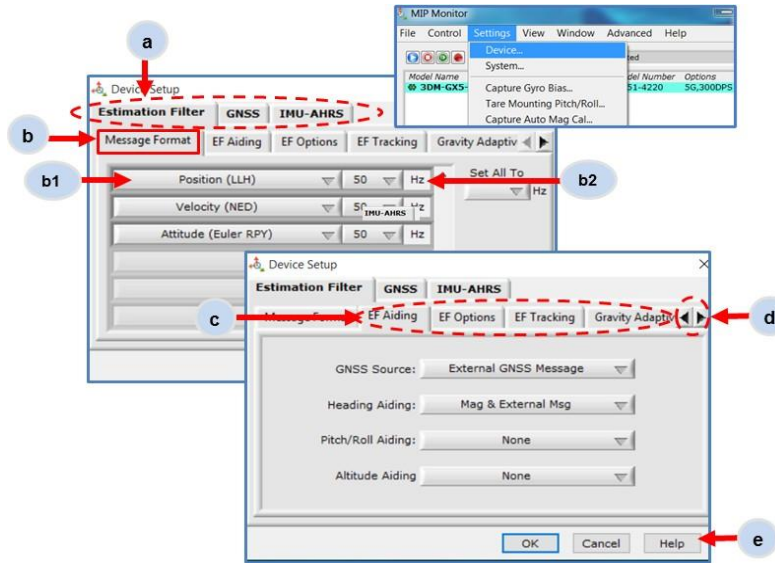 MIP Monitor
File Control Settings View Window Advanced Help
Device...
System...
Model Name
Options
3DM-GX5-
51-4220 5G,300DPS
Capture Gyro Bias...
Tare Mounting Pitch/Roll...
Capture Auto Mag Cal...
a
Device Setup
Estimation Filter GNSS IMU-AHRS
b
Message Format EF Aiding EF Options EF Tracking Gravity Adaptiv
b1
Position (LLH) 50 Hz
b2
Set All To
Hz
Velocity (NED) 50 Hz
IMU-AHRS
Attitude (Euler RPY) 50 Hz
Device Setup
Estimation Filter GNSS IMU-AHRS
c
Message Format EF Aiding EF Options EF Tracking Gravity Adaptiv
d
GNSS Source: External GNSS Message
Heading Aiding: Mag & External Msg
Pitch/Roll Aiding: None
Altitude Aiding None
OK Cancel Help
e